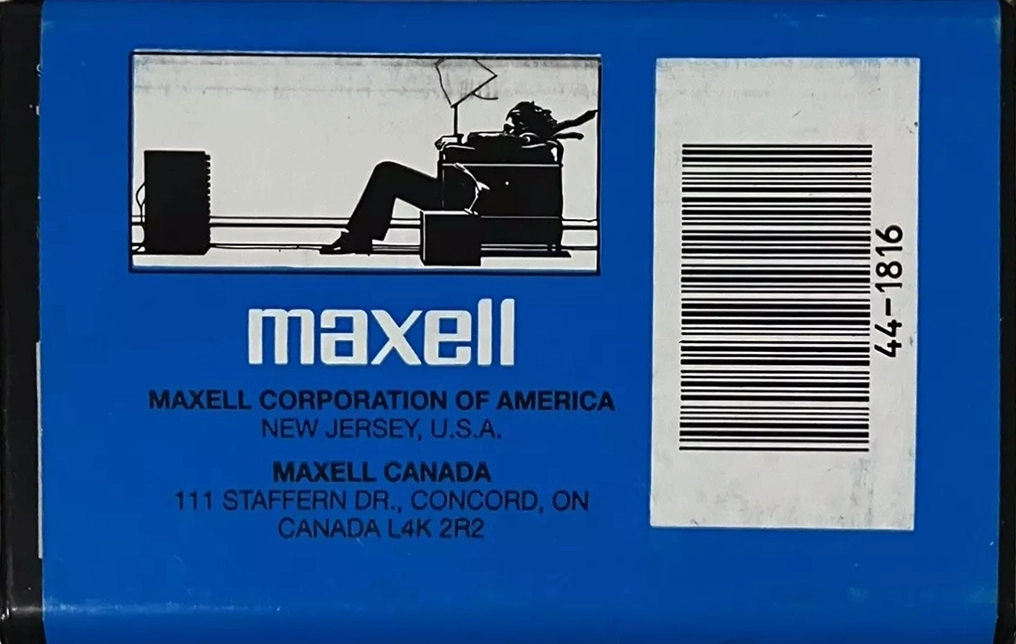 maxell
MAXELL CORPORATION OF AMERICA
NEW JERSEY, U.S.A.
MAXELL CANADA
111 STAFFERN DR., CONCORD, ON
CANADA L4K 2R2
44-1816